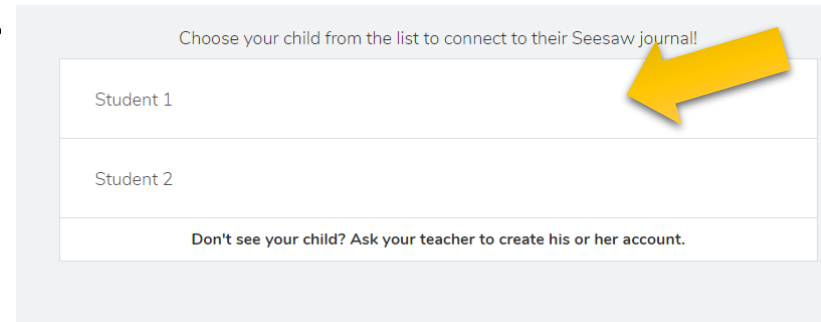 Choose your child from the list to connect to their Seesaw journal!
Student 1
Student 2
Don't see your child? Ask your teacher to create his or her account.